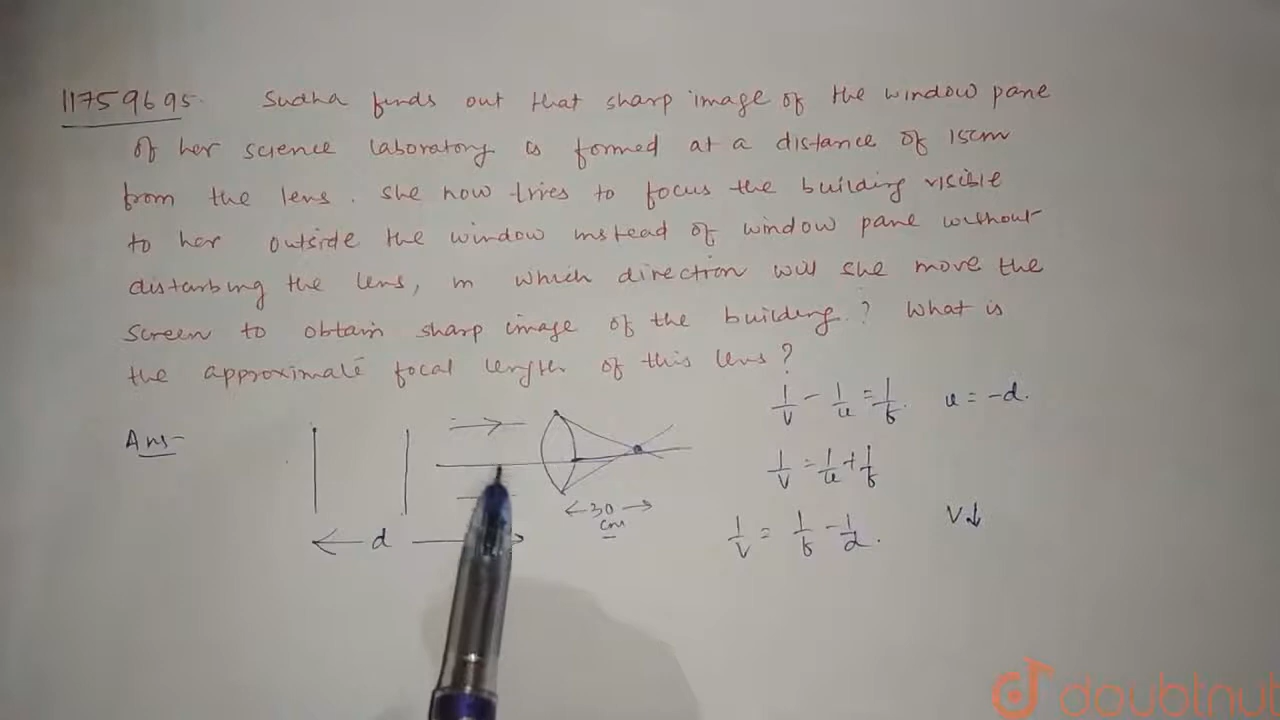 11759695. Sudha finds out that sharp image of the window pane
of her science laboratory is formed at a distance of 15cm
from the lens. She now tries to focus the building visible
to her outside the window instead of window pane without
disturbing the lens, in which direction will she move the
screen to obtain sharp image of the building? What is
the approximate focal length of this lens?
Ans-
1/v - 1/u = 1/f. u = -d.
1/v = 1/u + 1/f
1/v = 1/f - 1/d. v↓
← 30 → cm
← d →
doubtnut